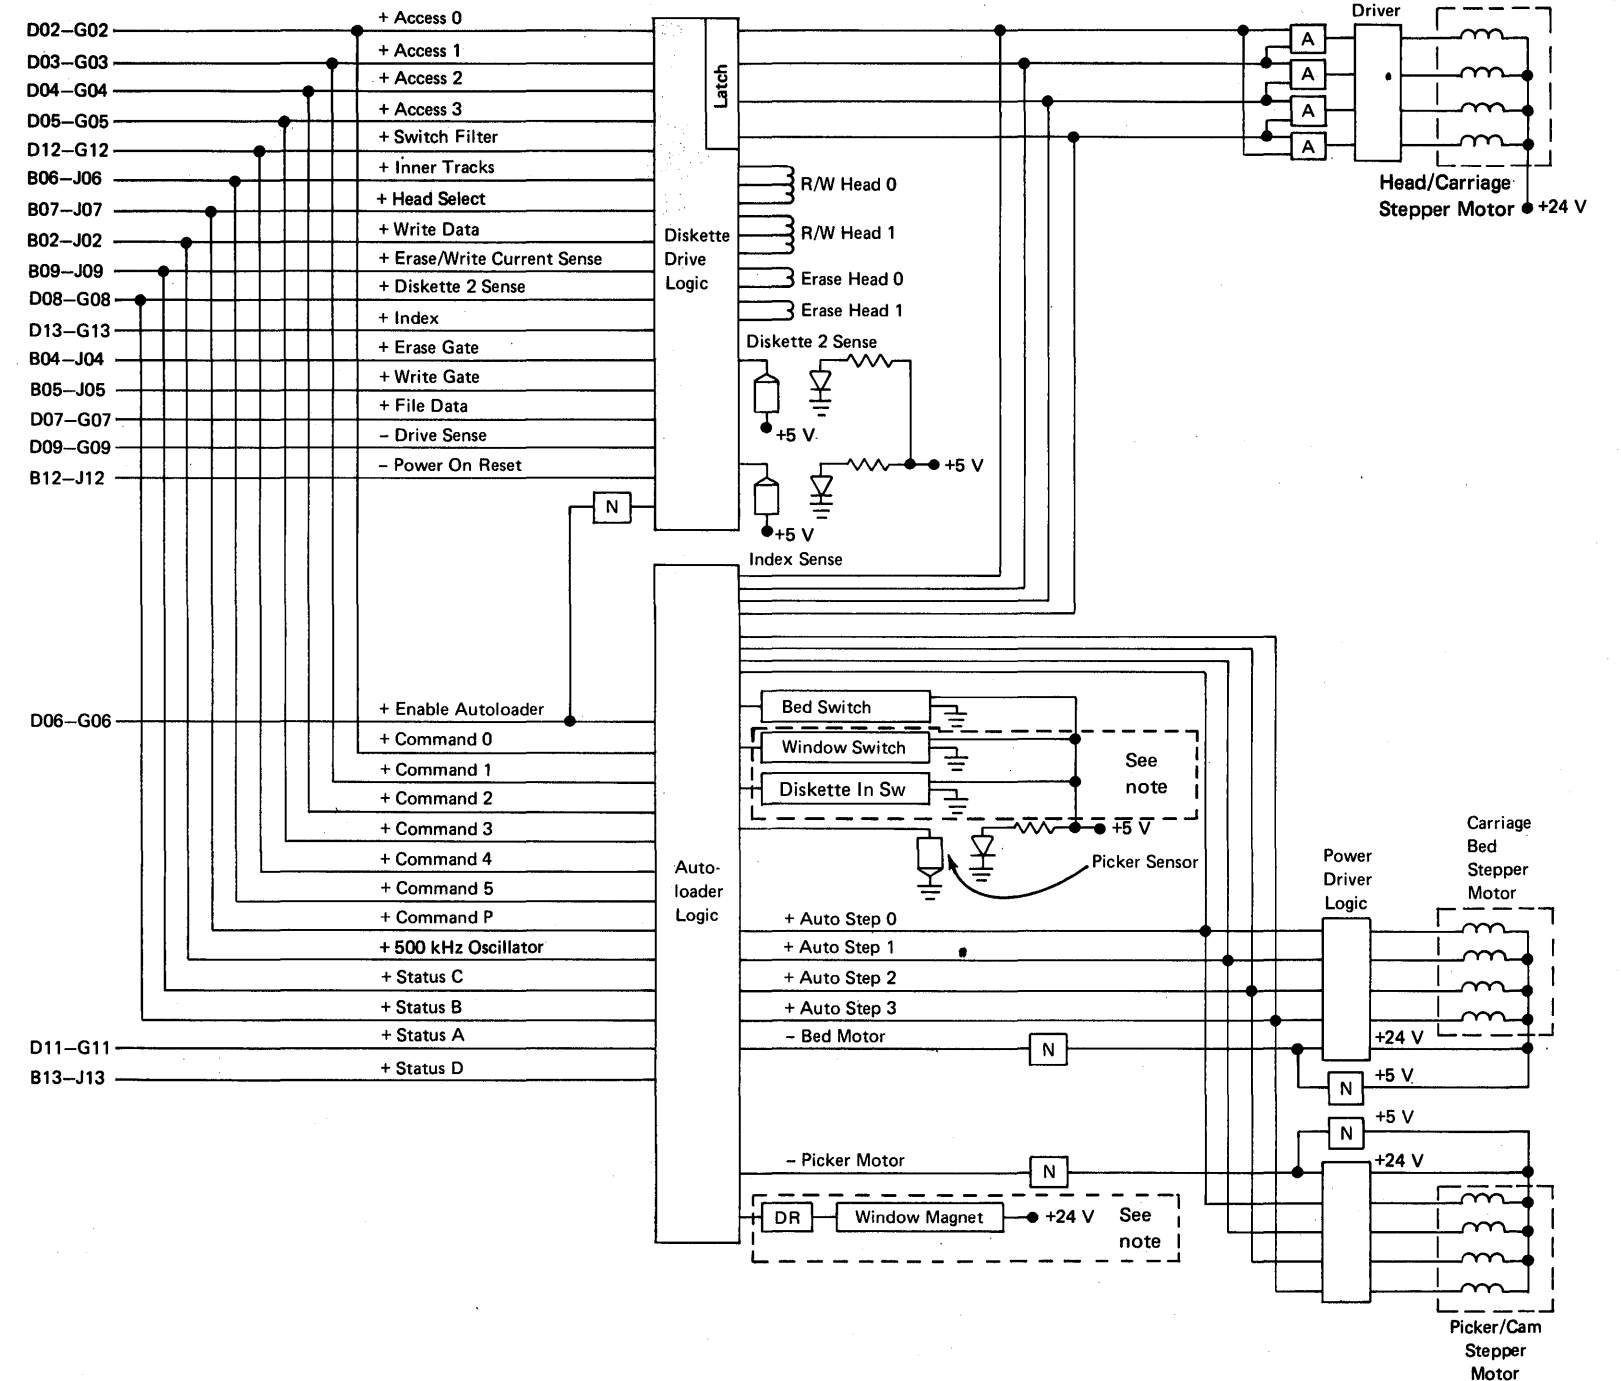 D02–G02
+ Access 0
D03–G03
+ Access 1
D04–G04
+ Access 2
D05–G05
+ Access 3
D12–G12
+ Switch Filter
B06–J06
+ Inner Tracks
B07–J07
+ Head Select
B02–J02
+ Write Data
B09–J09
+ Erase/Write Current Sense
D08–G08
+ Diskette 2 Sense
D13–G13
+ Index
B04–J04
+ Erase Gate
B05–J05
+ Write Gate
D07–G07
+ File Data
D09–G09
– Drive Sense
B12–J12
– Power On Reset
N
Latch
Diskette
Drive
Logic
R/W Head 0
R/W Head 1
Erase Head 0
Erase Head 1
Diskette 2 Sense
+5 V
+5 V
+5 V
Index Sense
A
A
A
A
Driver
Head/Carriage
Stepper Motor
+24 V
D06–G06
+ Enable Autoloader
+ Command 0
+ Command 1
+ Command 2
+ Command 3
+ Command 4
+ Command 5
+ Command P
+ 500 kHz Oscillator
+ Status C
+ Status B
D11–G11
+ Status A
B13–J13
+ Status D
Auto-
loader
Logic
Bed Switch
Window Switch
Diskette In Sw
See
note
+5 V
Picker Sensor
+ Auto Step 0
+ Auto Step 1
+ Auto Step 2
+ Auto Step 3
– Bed Motor
N
Power
Driver
Logic
Carriage
Bed
Stepper
Motor
+24 V
N
+5 V
N
+5 V
– Picker Motor
N
+24 V
DR
Window Magnet
+24 V
See
note
Picker/Cam
Stepper
Motor